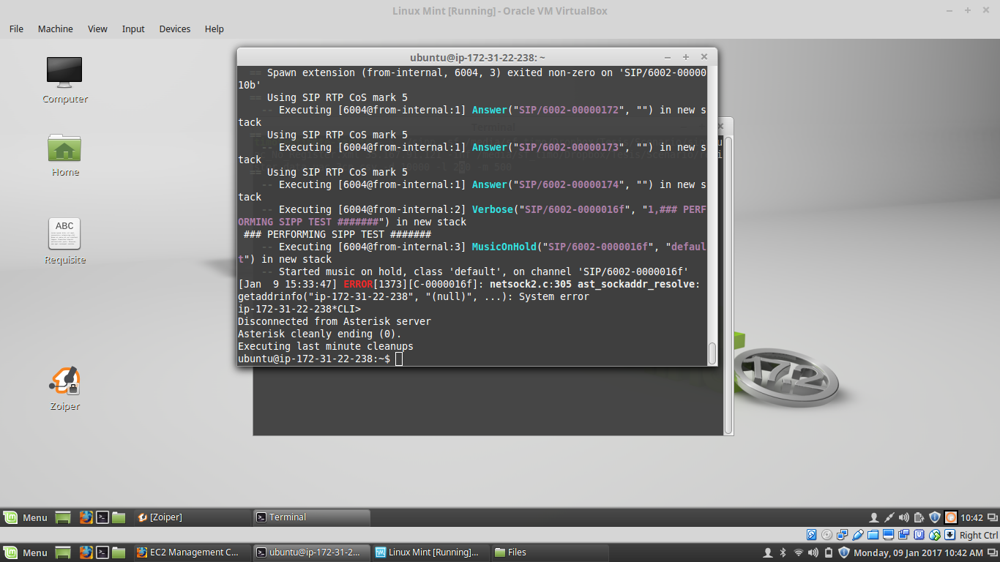 Linux Mint [Running] - Oracle VM VirtualBox
File Machine View Input Devices Help
Computer
Home
ABC
Requisite
Zoiper
ubuntu@ip-172-31-22-238: ~
== Spawn extension (from-internal, 6004, 3) exited non-zero on 'SIP/6002-00000
10b'
== Using SIP RTP CoS mark 5
-- Executing [6004@from-internal:1] Answer("SIP/6002-00000172", "") in new s
tack
== Using SIP RTP CoS mark 5
-- Executing [6004@from-internal:1] Answer("SIP/6002-00000173", "") in new s
tack
== Using SIP RTP CoS mark 5
-- Executing [6004@from-internal:1] Answer("SIP/6002-00000174", "") in new s
tack
-- Executing [6004@from-internal:2] Verbose("SIP/6002-0000016f", "1,### PERF
ORMING SIPP TEST #######") in new stack
### PERFORMING SIPP TEST #######
-- Executing [6004@from-internal:3] MusicOnHold("SIP/6002-0000016f", "defaul
t") in new stack
-- Started music on hold, class 'default', on channel 'SIP/6002-0000016f'
[Jan  9 15:33:47] ERROR[1373][C-0000016f]: netsock2.c:305 ast_sockaddr_resolve:
getaddrinfo("ip-172-31-22-238", "(null)", ...): System error
ip-172-31-22-238*CLI>
Disconnected from Asterisk server
Asterisk cleanly ending (0).
Executing last minute cleanups
ubuntu@ip-172-31-22-238:~$
Terminal
17.2
Menu [Zoiper] Terminal 10:42
Right Ctrl
Menu EC2 Management C... ubuntu@ip-172-31-2... Linux Mint [Running]... Files Monday, 09 Jan 2017 10:42 AM